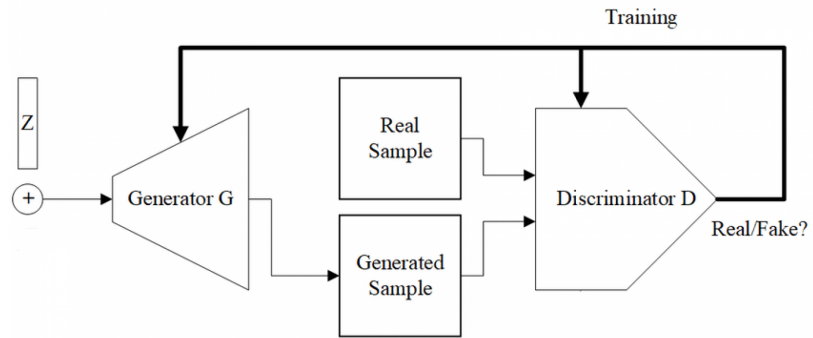 Training
Z
+
Generator G
Real
Sample
Generated
Sample
Discriminator D
Real/Fake?